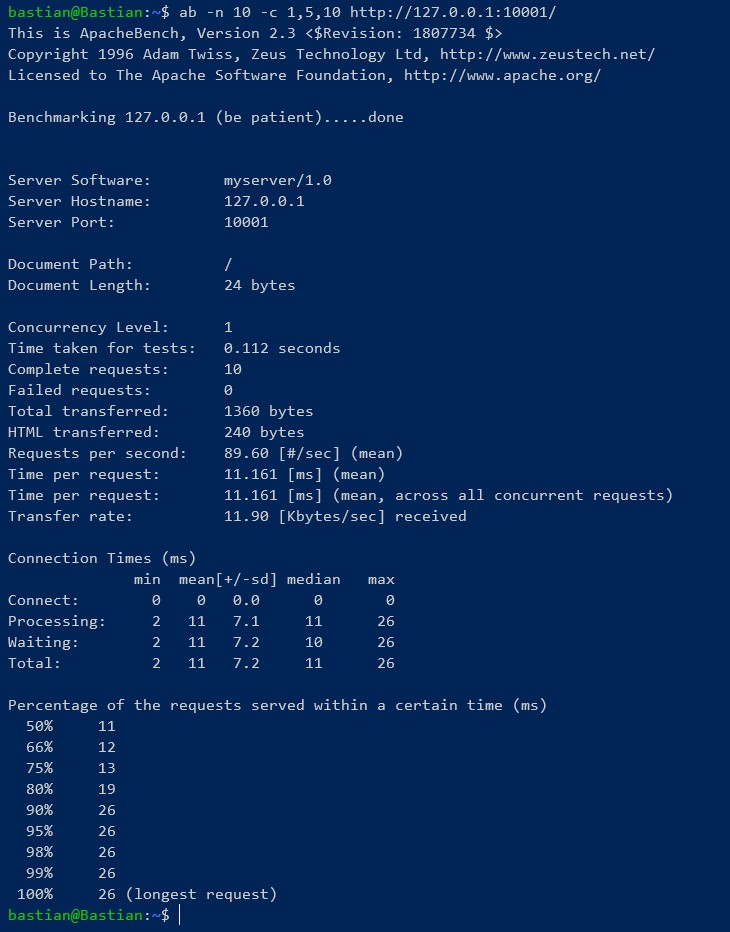 bastian@Bastian:~$ ab -n 10 -c 1,5,10 http://127.0.0.1:10001/
This is ApacheBench, Version 2.3 <$Revision: 1807734 $>
Copyright 1996 Adam Twiss, Zeus Technology Ltd, http://www.zeustech.net/
Licensed to The Apache Software Foundation, http://www.apache.org/

Benchmarking 127.0.0.1 (be patient).....done


Server Software:        myserver/1.0
Server Hostname:        127.0.0.1
Server Port:            10001

Document Path:          /
Document Length:        24 bytes

Concurrency Level:      1
Time taken for tests:   0.112 seconds
Complete requests:      10
Failed requests:        0
Total transferred:      1360 bytes
HTML transferred:       240 bytes
Requests per second:    89.60 [#/sec] (mean)
Time per request:       11.161 [ms] (mean)
Time per request:       11.161 [ms] (mean, across all concurrent requests)
Transfer rate:          11.90 [Kbytes/sec] received

Connection Times (ms)
              min  mean[+/-sd] median   max
Connect:        0    0   0.0      0       0
Processing:     2   11   7.1     11      26
Waiting:        2   11   7.2     10      26
Total:          2   11   7.2     11      26

Percentage of the requests served within a certain time (ms)
  50%     11
  66%     12
  75%     13
  80%     19
  90%     26
  95%     26
  98%     26
  99%     26
 100%     26 (longest request)
bastian@Bastian:~$